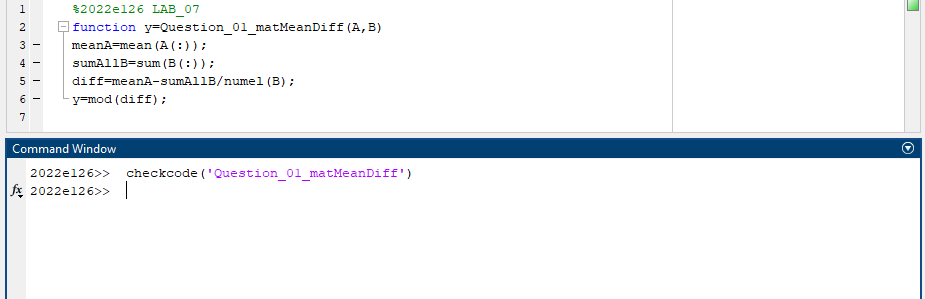 1 %2022e126 LAB_07
2 function y=Question_01_matMeanDiff(A,B)
3 – meanA=mean(A(:));
4 – sumAllB=sum(B(:));
5 – diff=meanA-sumAllB/numel(B);
6 – y=mod(diff);
7
Command Window
2022e126>> checkcode('Question_01_matMeanDiff')
fx 2022e126>>